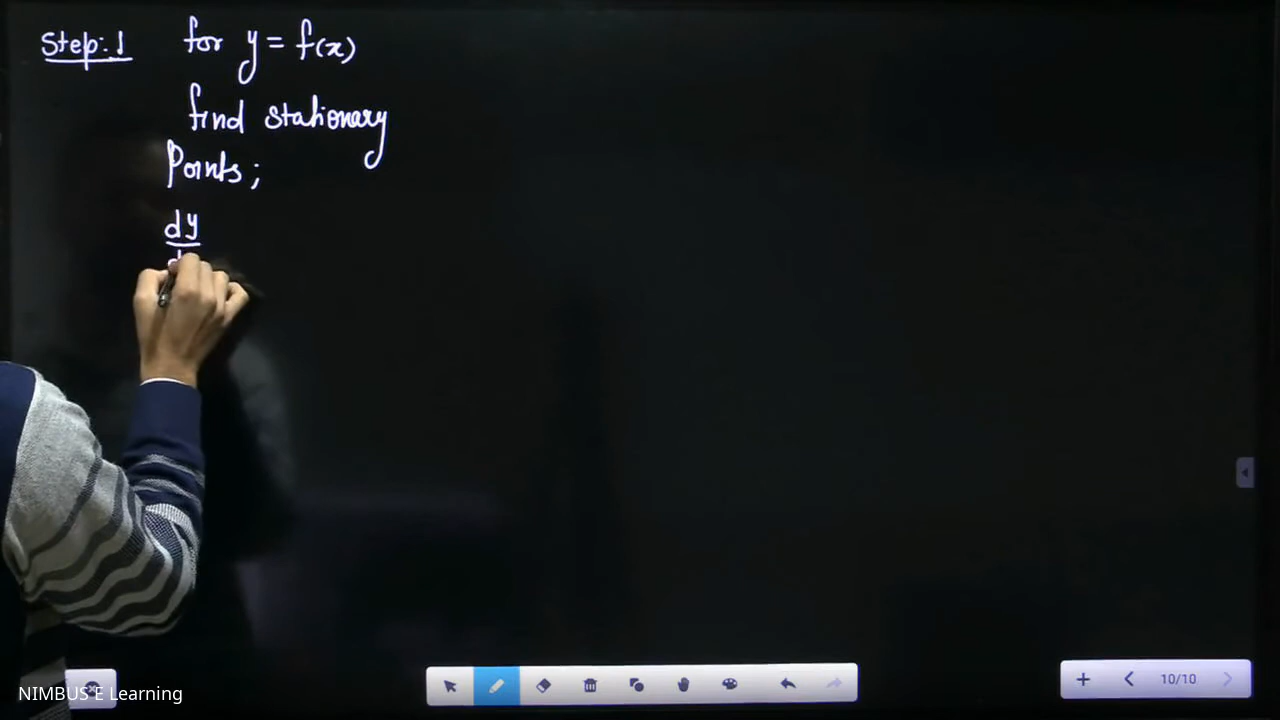 Step:1 for y = f(x)
find stationary
Points;
dy
d
10/10
NIMBUS E Learning